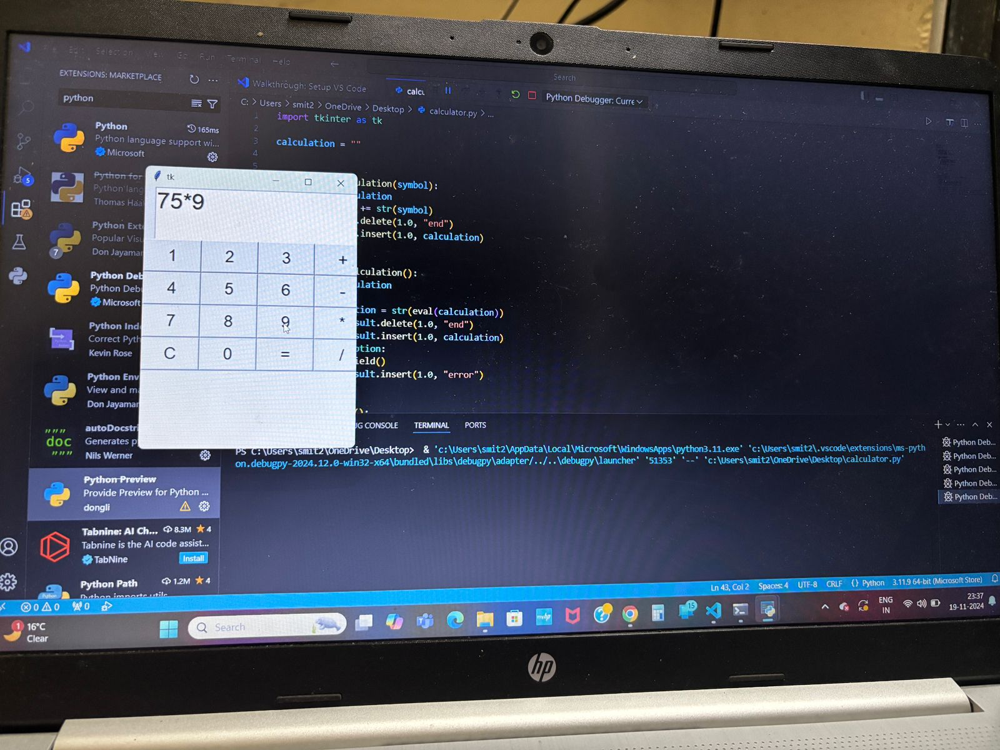 File Edit Selection View Go Run Terminal Help
Search
EXTENSIONS: MARKETPLACE
python
Python 165ms
Python language support wi...
Microsoft
Python for
Python lang
Thomas Haa
Python Ext
Popular Visu
Don Jayamar
7
Python Deb
Python Debu
Microsoft
Python Ind
Correct Pyth
Kevin Rose
Python Env
View and ma
Don Jayamar
autoDocstri
Generates p
Nils Werner
""" doc """
Python Preview
Provide Preview for Python ...
dongli
Tabnine: AI Ch... 8.3M 4
Tabnine is the AI code assist...
TabNine Install
Python Path 1.2M 4
Python imports utils
5
Walkthrough: Setup VS Code
calcu
Python Debugger: Curre
C: > Users > smit2 > OneDrive > Desktop > calculator.py > ...
1 import tkinter as tk
2
3 calculation = ""
4
5
ulation(symbol):
ulation
+= str(symbol)
.delete(1.0, "end")
.insert(1.0, calculation)
lculation():
ulation
tion = str(eval(calculation))
sult.delete(1.0, "end")
sult.insert(1.0, calculation)
ption:
ield()
sult.insert(1.0, "error")
():
tk
75*9
1 2 3 +
4 5 6 -
7 8 9 *
C 0 = /
UG CONSOLE TERMINAL PORTS
PS C:\Users\smit2\OneDrive\Desktop> & 'c:\Users\smit2\AppData\Local\Microsoft\WindowsApps\python3.11.exe' 'c:\Users\smit2\.vscode\extensions\ms-pyth
on.debugpy-2024.12.0-win32-x64\bundled\libs\debugpy\adapter/../..\debugpy\launcher' '51353' '--' 'c:\Users\smit2\OneDrive\Desktop\calculator.py'
Python Deb...
Python Deb...
Python Deb...
Python Deb...
Python Deb...
0 0 0
Ln 43, Col 2 Spaces: 4 UTF-8 CRLF {} Python 3.11.9 64-bit (Microsoft Store)
1
16°C
Clear
Search
myhp
15
ENG
IN
23:37
19-11-2024
hp